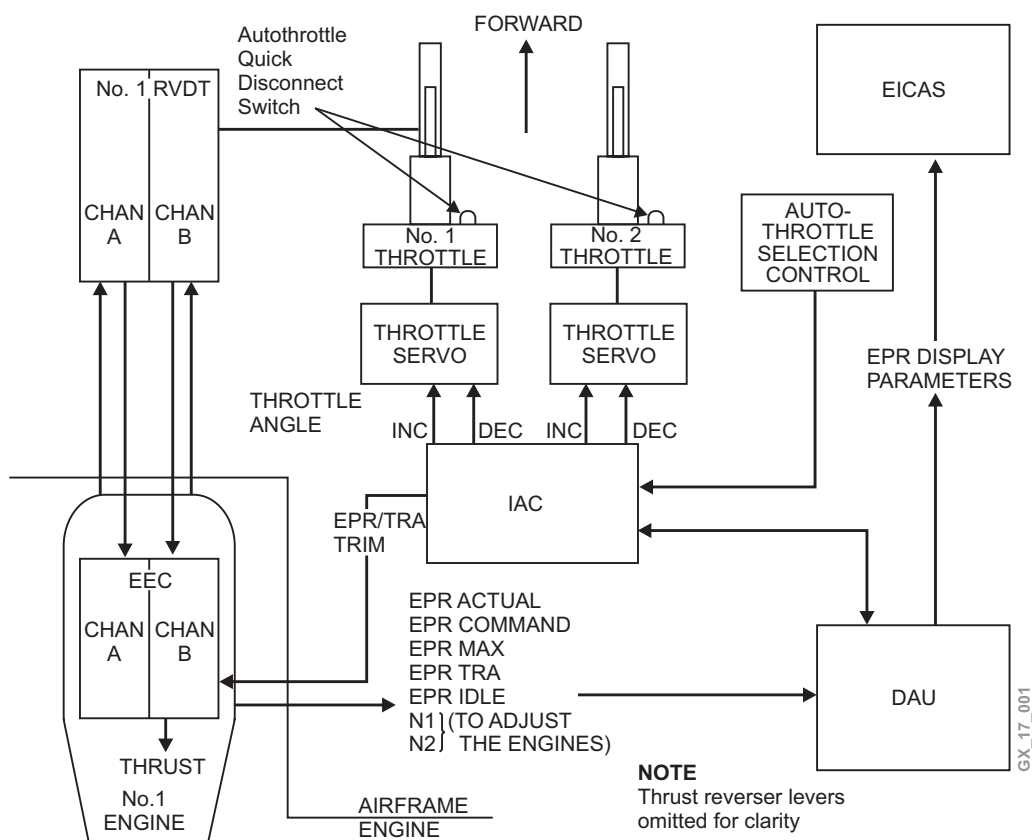 FORWARD
Autothrottle
Quick
Disconnect
Switch
No. 1 RVDT
CHAN
A
CHAN
B
EICAS
No. 1
THROTTLE
No. 2
THROTTLE
AUTO-
THROTTLE
SELECTION
CONTROL
THROTTLE
SERVO
THROTTLE
SERVO
EPR DISPLAY
PARAMETERS
THROTTLE
ANGLE
INC
DEC
INC
DEC
IAC
EPR/TRA
TRIM
EEC
CHAN
A
CHAN
B
EPR ACTUAL
EPR COMMAND
EPR MAX
EPR TRA
EPR IDLE
N1 } (TO ADJUST
N2 } THE ENGINES)
DAU
THRUST
No.1
ENGINE
AIRFRAME
ENGINE
NOTE
Thrust reverser levers
omitted for clarity
GX_17_001